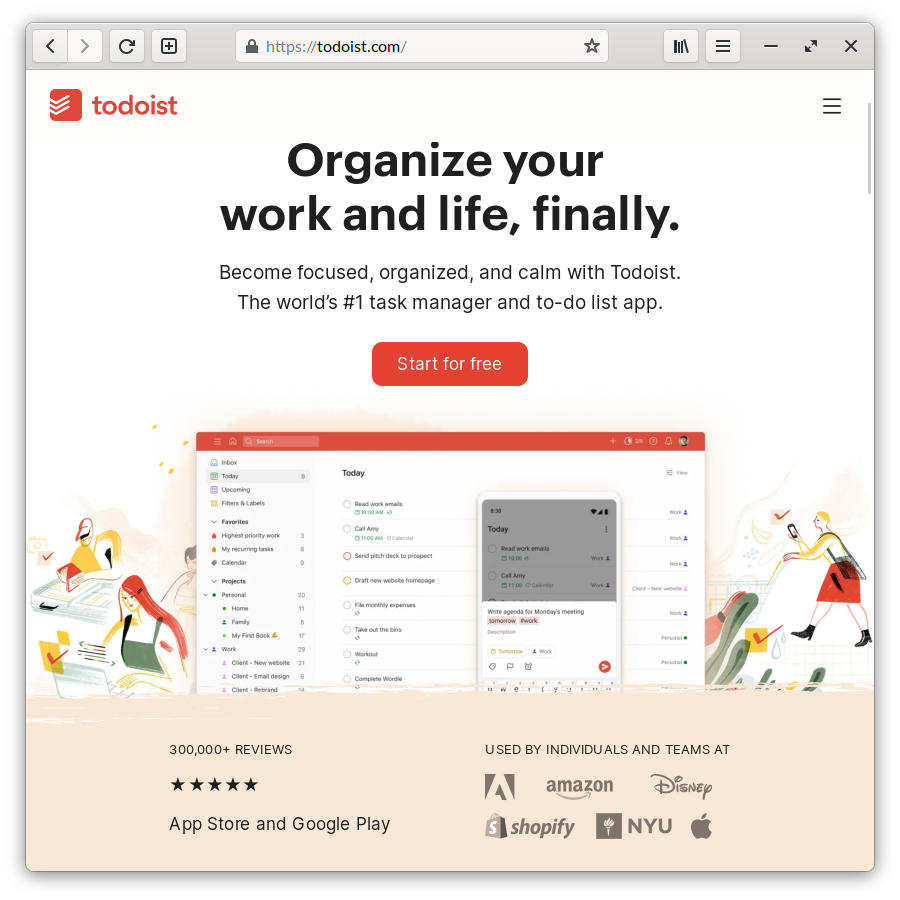 https://todoist.com/
todoist
Organize your
work and life, finally.
Become focused, organized, and calm with Todoist.
The world's #1 task manager and to-do list app.
Start for free
Search
2/5
Inbox
Today 8
Upcoming
Filters & Labels
Favorites
Highest priority work 3
My recurring tasks 8
Calendar 9
Projects
Personal 20
Home 11
Family 8
My First Book 7
Work 29
Client - New website 21
Client - Email design 6
Client - Rebrand 14
Today
View
Read work emails
10:00 AM
Work
Call Amy
11:00 AM Calendar
Work
Send pitch deck to prospect
Work
Draft new website homepage
Client - New website
File monthly expenses
Work
Take out the bins
Personal
Workout
Personal
Complete Wordle
Personal
8:30
Today
Read work emails
10:00
Work
Call Amy
11:00 Calendar
Work
Write agenda for Monday's meeting
tomorrow #work
Description
Tomorrow Work
q w e r t y u i o p
300,000+ REVIEWS
★★★★★
App Store and Google Play
USED BY INDIVIDUALS AND TEAMS AT
amazon
Disney
shopify
NYU